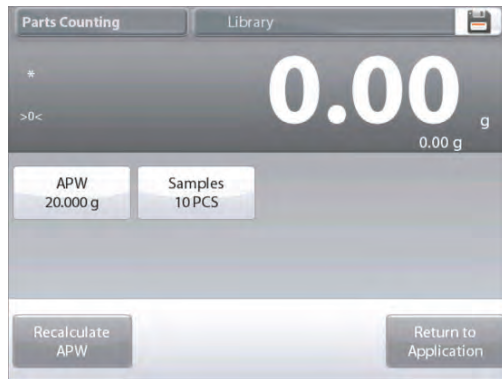 Parts Counting
Library
*
0.00 g
>0<
0.00 g
APW
20.000 g
Samples
10 PCS
Recalculate
APW
Return to
Application